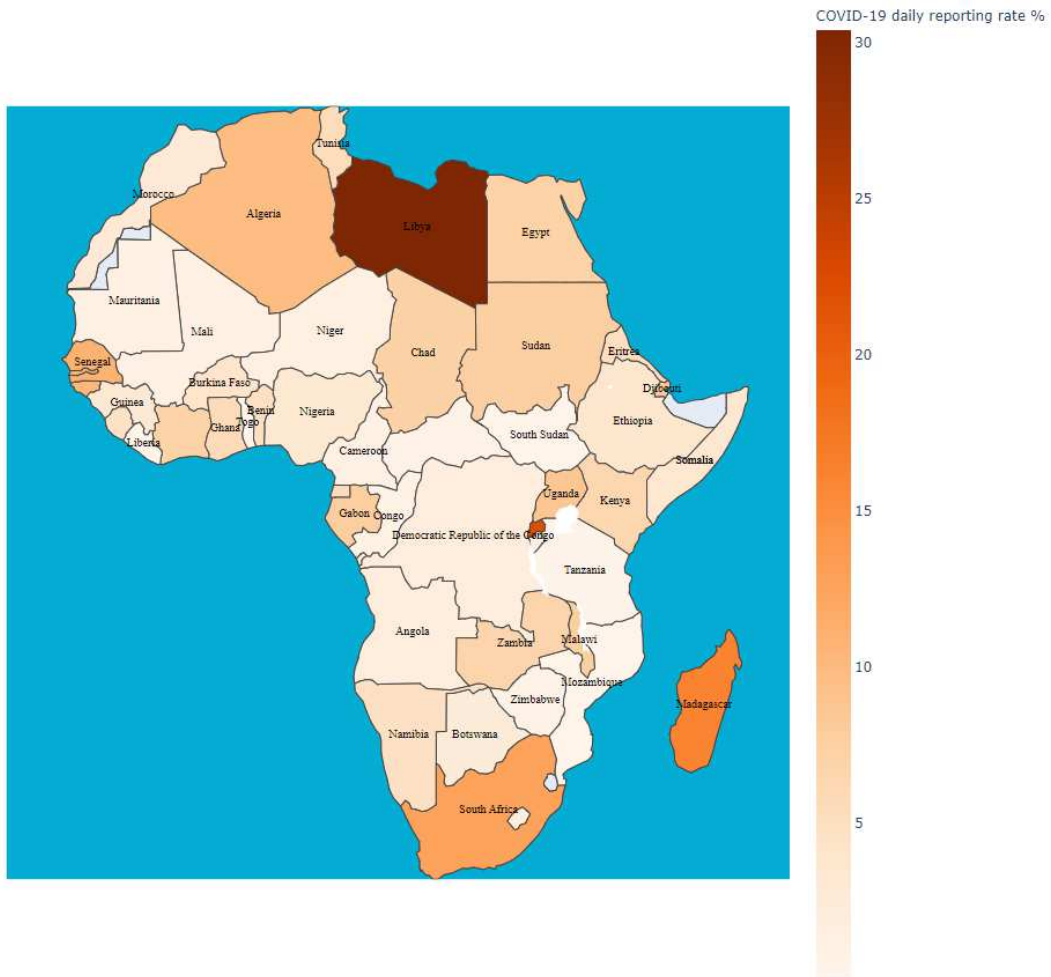 COVID-19 daily reporting rate %
30
25
20
15
10
5
Tunisia
Morocco
Algeria
Libya
Egypt
Mauritania
Mali
Niger
Chad
Sudan
Eritrea
Senegal
Burkina Faso
Djibouti
Guinea
Benin
Nigeria
Ethiopia
Togo
Ghana
Liberia
South Sudan
Cameroon
Somalia
Uganda
Kenya
Gabon
Congo
Democratic Republic of the Congo
Tanzania
Angola
Zambia
Malawi
Mozambique
Zimbabwe
Madagascar
Namibia
Botswana
South Africa